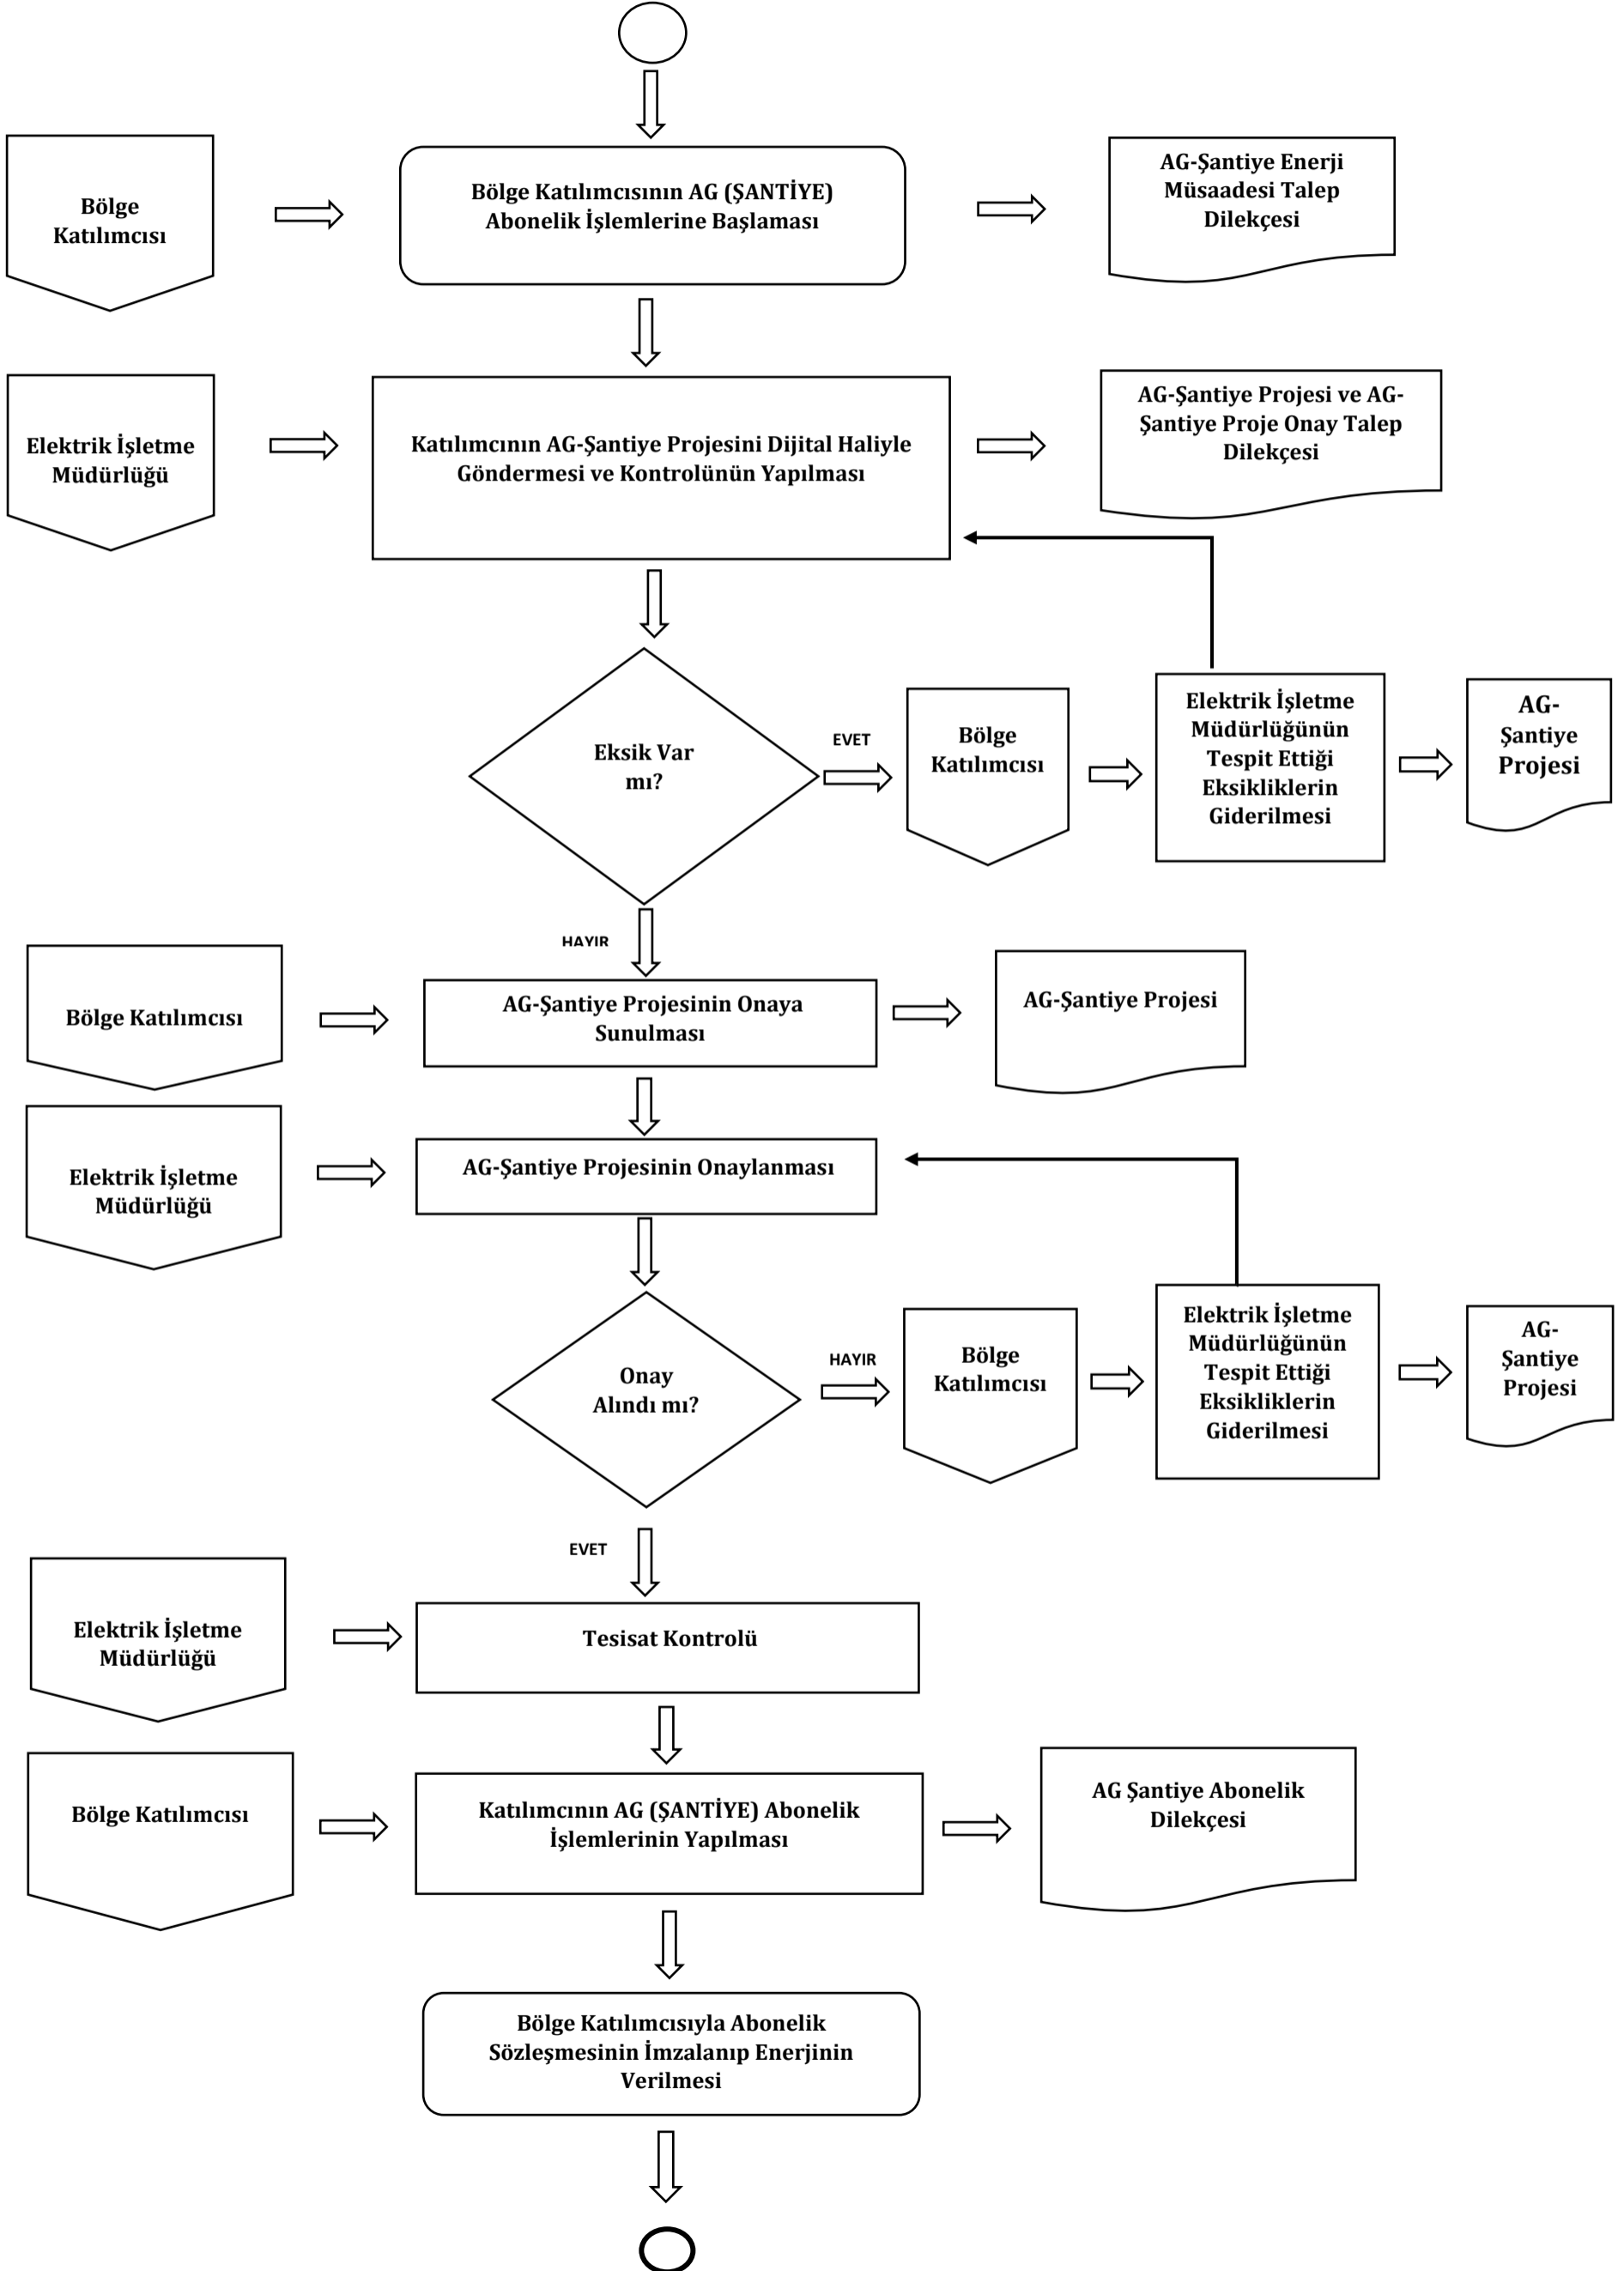 Bölge
Katılımcısı
Bölge Katılımcısının AG (ŞANTİYE)
Abonelik İşlemlerine Başlaması
AG-Şantiye Enerji
Müsaadesi Talep
Dilekçesi
Elektrik İşletme
Müdürlüğü
Katılımcının AG-Şantiye Projesini Dijital Haliyle
Göndermesi ve Kontrolünün Yapılması
AG-Şantiye Projesi ve AG-
Şantiye Proje Onay Talep
Dilekçesi
Eksik Var
mı?
EVET
Bölge
Katılımcısı
Elektrik İşletme
Müdürlüğünün
Tespit Ettiği
Eksikliklerin
Giderilmesi
AG-
Şantiye
Projesi
HAYIR
Bölge Katılımcısı
AG-Şantiye Projesinin Onaya
Sunulması
AG-Şantiye Projesi
Elektrik İşletme
Müdürlüğü
AG-Şantiye Projesinin Onaylanması
Onay
Alındı mı?
HAYIR
Bölge
Katılımcısı
Elektrik İşletme
Müdürlüğünün
Tespit Ettiği
Eksikliklerin
Giderilmesi
AG-
Şantiye
Projesi
EVET
Elektrik İşletme
Müdürlüğü
Tesisat Kontrolü
Bölge Katılımcısı
Katılımcının AG (ŞANTİYE) Abonelik
İşlemlerinin Yapılması
AG Şantiye Abonelik
Dilekçesi
Bölge Katılımcısıyla Abonelik
Sözleşmesinin İmzalanıp Enerjinin
Verilmesi